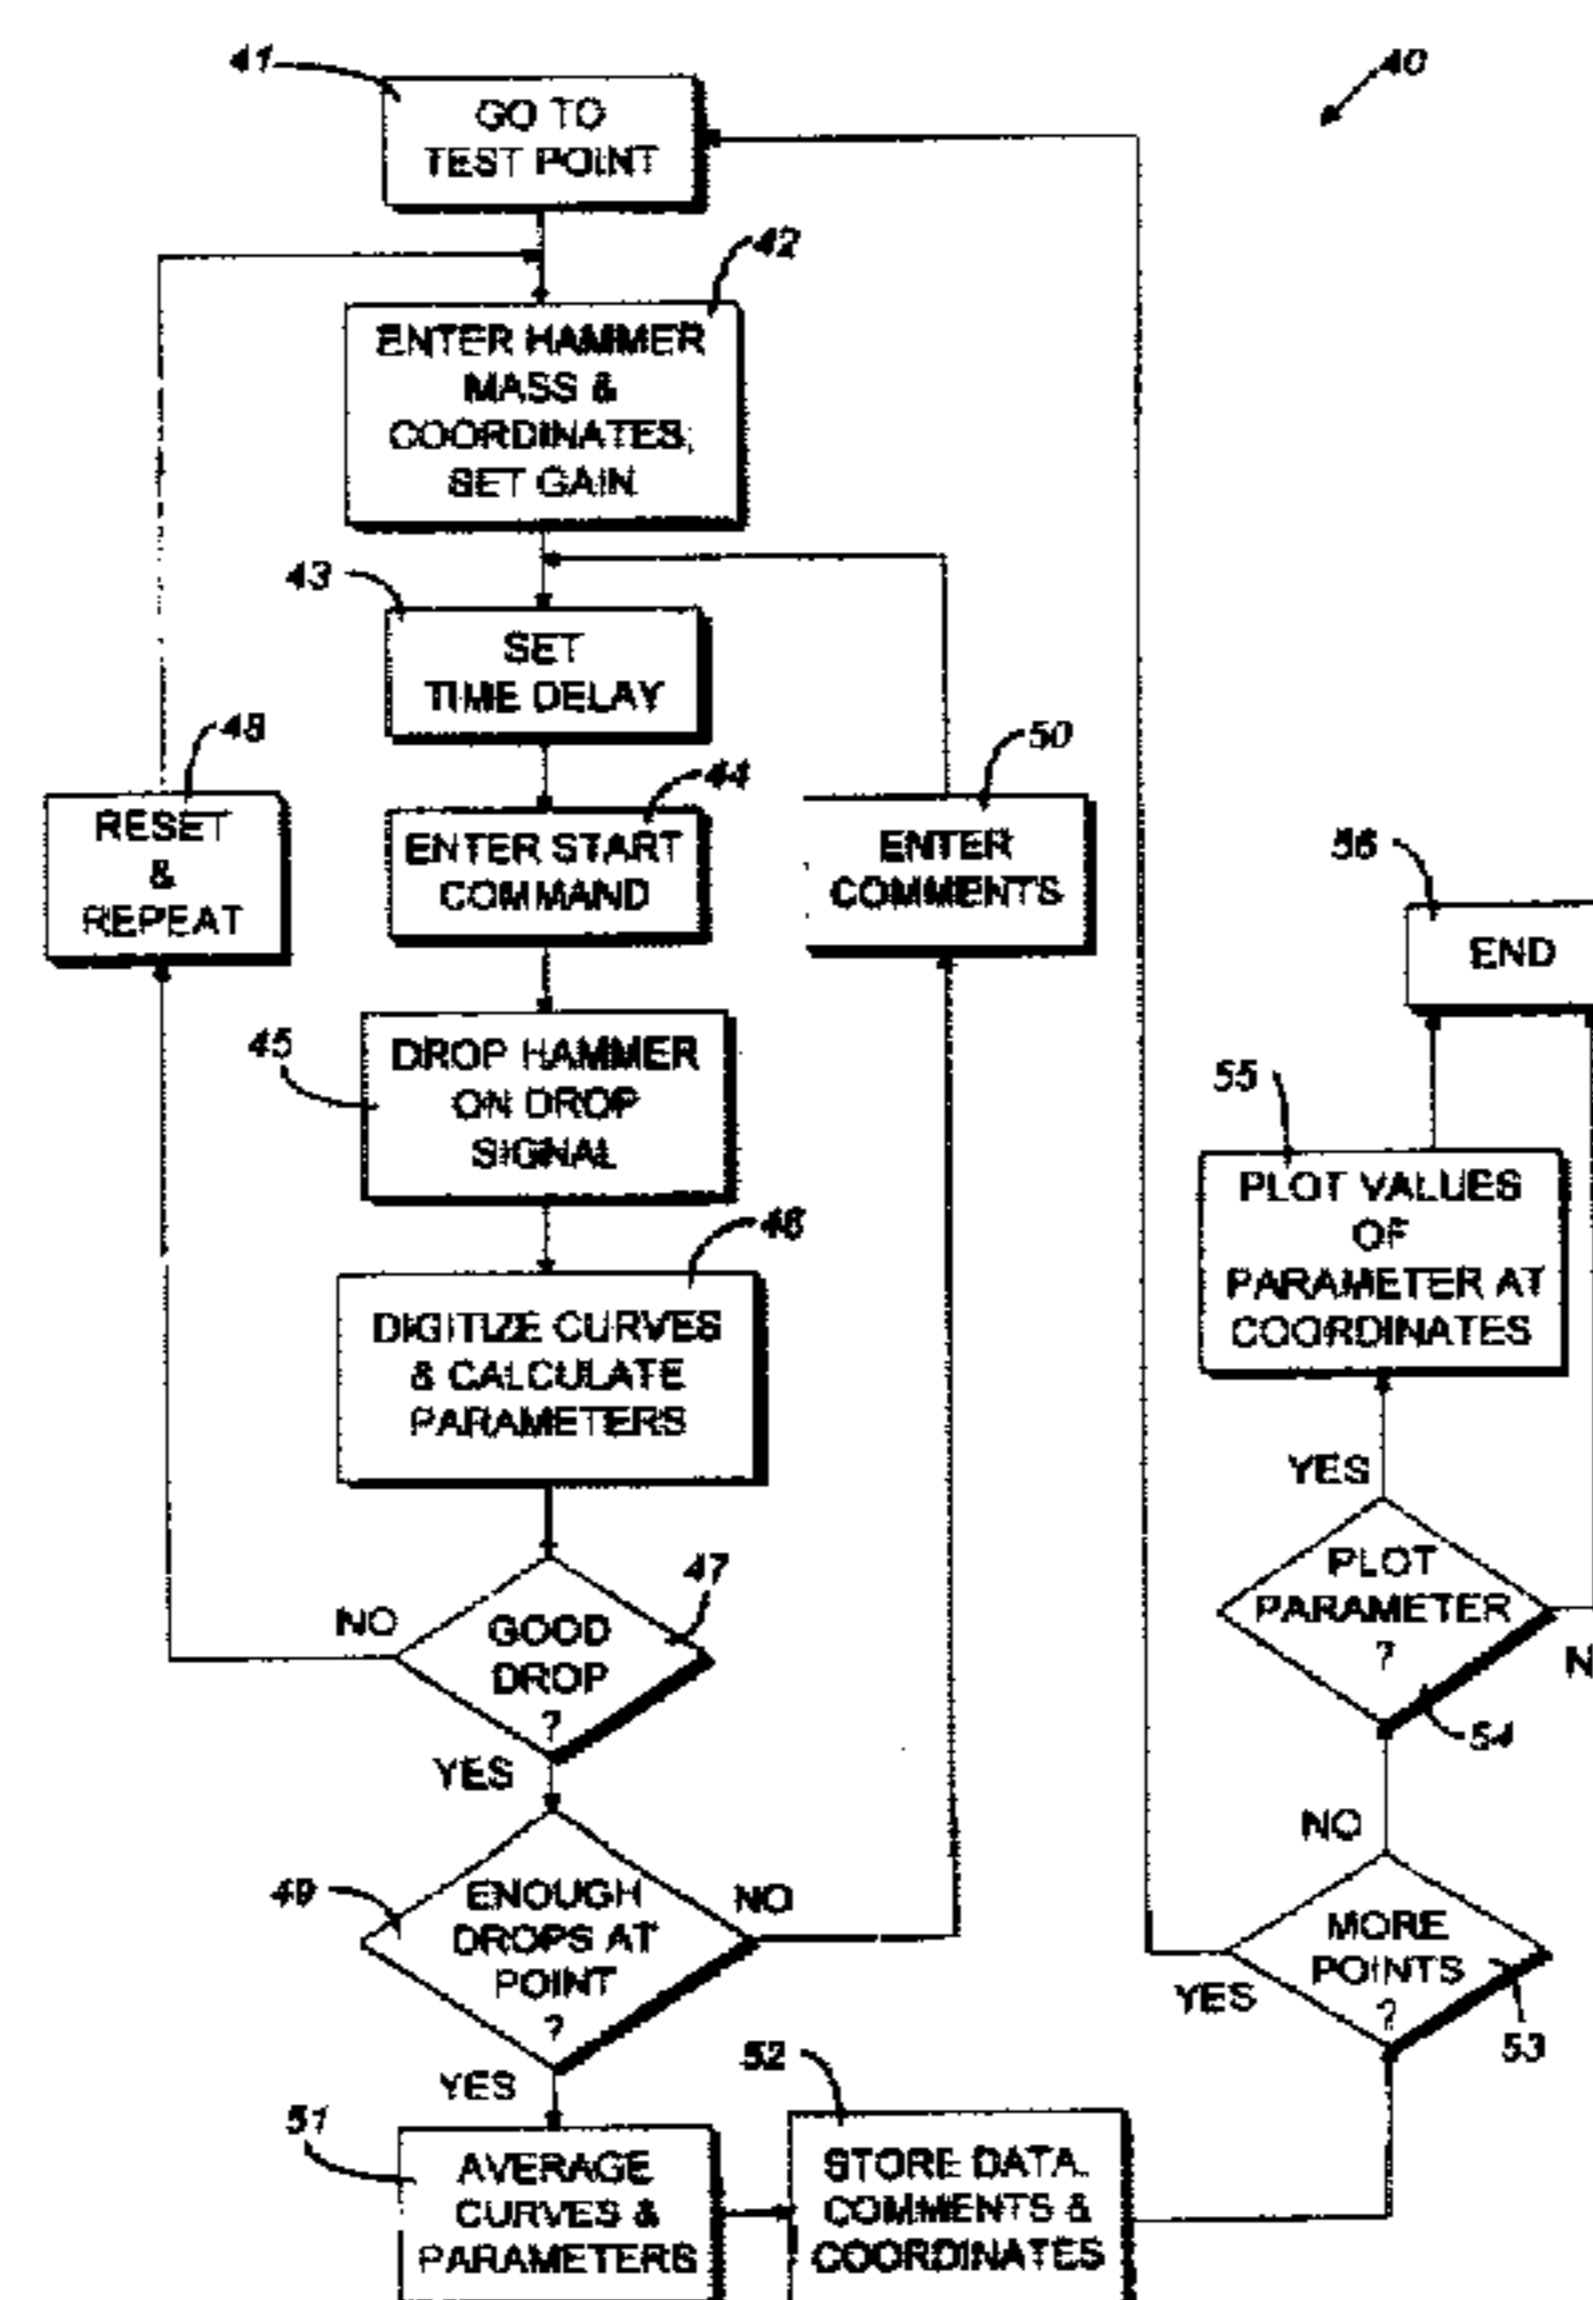 41
40
GO TO
TEST POINT
42
ENTER HAMMER
MASS &
COORDINATES,
SET GAIN
43
SET
TIME DELAY
48
RESET
&
REPEAT
44
ENTER START
COMMAND
50
ENTER
COMMENTS
56
END
45
DROP HAMMER
ON DROP
SIGNAL
55
PLOT VALUES
OF
PARAMETER AT
COORDINATES
46
DIGITIZE CURVES
& CALCULATE
PARAMETERS
YES
47
NO
GOOD
DROP
?
PLOT
PARAMETER
?
N
54
YES
NO
49
ENOUGH
DROPS AT
POINT
?
NO
MORE
POINTS
?
YES
53
YES
51
AVERAGE
CURVES &
PARAMETERS
52
STORE DATA,
COMMENTS &
COORDINATES